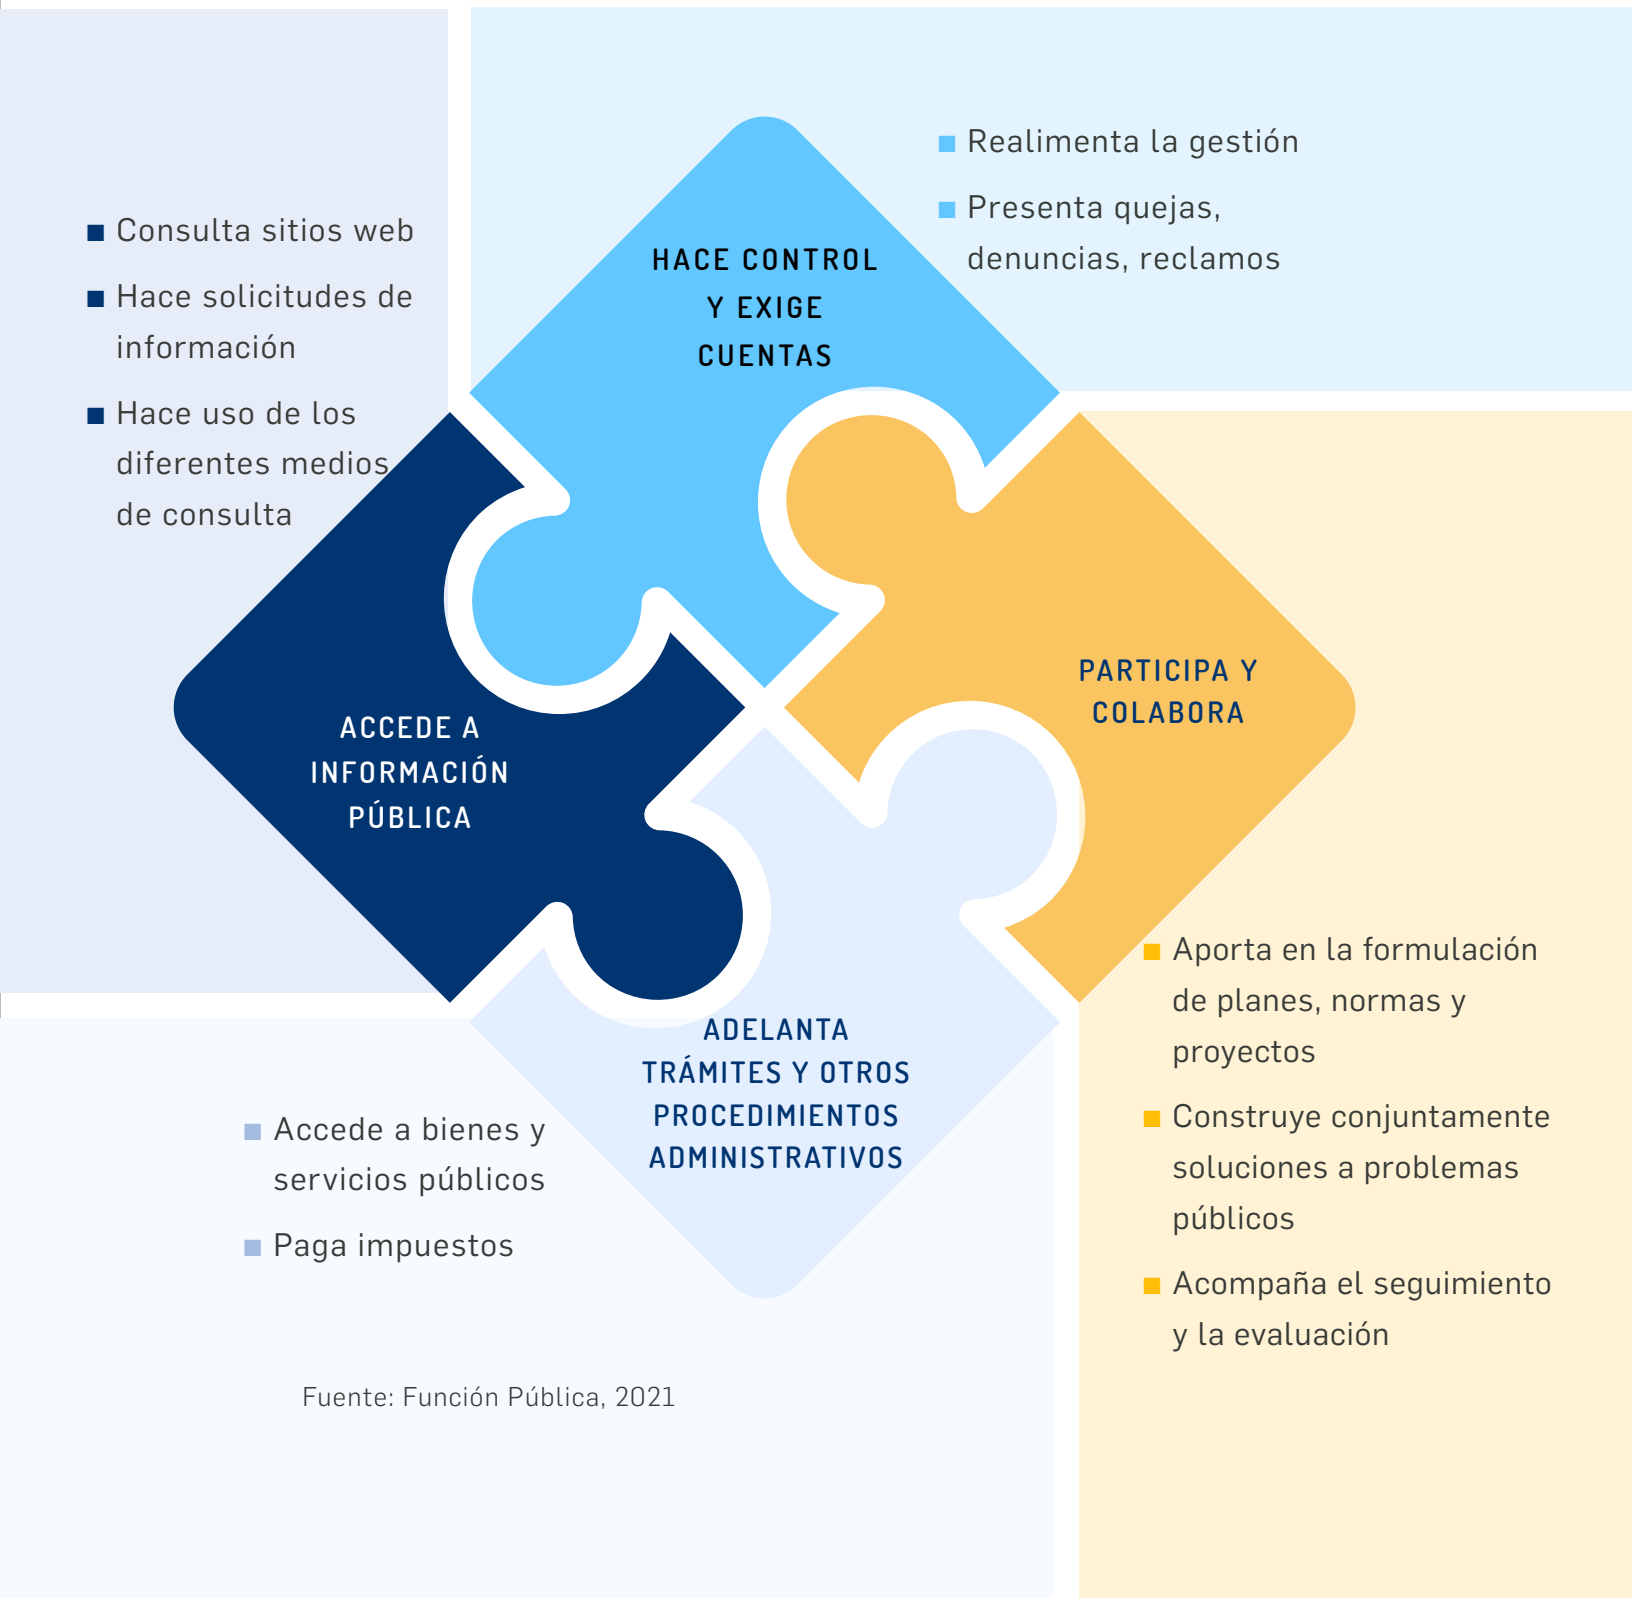 Realimenta la gestión
Presenta quejas,
denuncias, reclamos
HACE CONTROL
Y EXIGE
CUENTAS
Consulta sitios web
Hace solicitudes de
información
Hace uso de los
diferentes medios
de consulta
ACCEDE A
INFORMACIÓN
PÚBLICA
PARTICIPA Y
COLABORA
Aporta en la formulación
de planes, normas y
proyectos
Construye conjuntamente
soluciones a problemas
públicos
Acompaña el seguimiento
y la evaluación
ADELANTA
TRÁMITES Y OTROS
PROCEDIMIENTOS
ADMINISTRATIVOS
Accede a bienes y
servicios públicos
Paga impuestos
Fuente: Función Pública, 2021